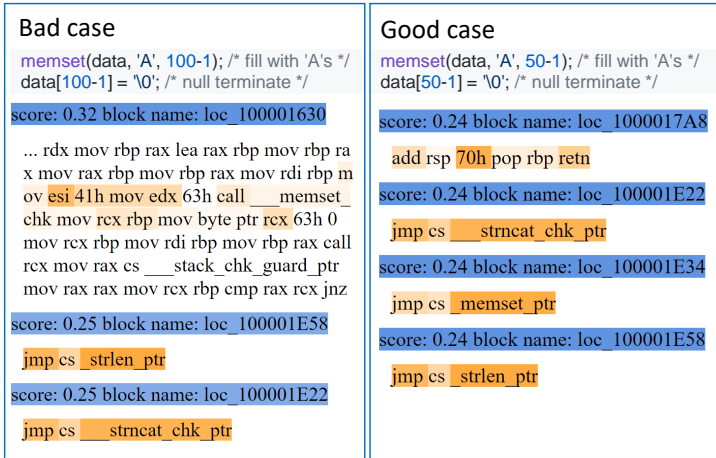 Bad case
memset(data, 'A', 100-1); /* fill with 'A's */
data[100-1] = '\0'; /* null terminate */
score: 0.32 block name: loc_100001630
... rdx mov rbp rax lea rax rbp mov rbp ra
x mov rax rbp mov rbp rax mov rdi rbp m
ov esi 41h mov edx 63h call ___memset_
chk mov rcx rbp mov byte ptr rcx 63h 0
mov rcx rbp mov rdi rbp mov rbp rax call
rcx mov rax cs ___stack_chk_guard_ptr
mov rax rax mov rcx rbp cmp rax rcx jnz
score: 0.25 block name: loc_100001E58
jmp cs _strlen_ptr
score: 0.25 block name: loc_100001E22
jmp cs ___strncat_chk_ptr
Good case
memset(data, 'A', 50-1); /* fill with 'A's */
data[50-1] = '\0'; /* null terminate */
score: 0.24 block name: loc_1000017A8
add rsp 70h pop rbp retn
score: 0.24 block name: loc_100001E22
jmp cs ___strncat_chk_ptr
score: 0.24 block name: loc_100001E34
jmp cs _memset_ptr
score: 0.24 block name: loc_100001E58
jmp cs _strlen_ptr